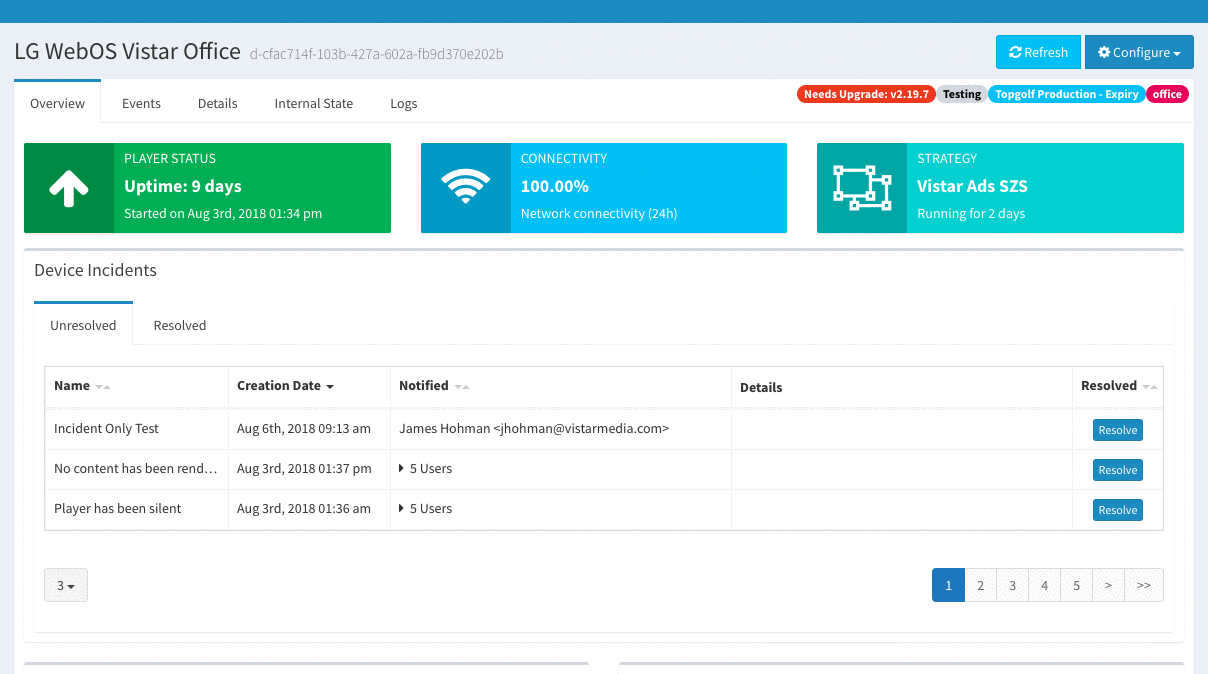 LG WebOS Vistar Office d-cfac714f-103b-427a-602a-fb9d370e202b
Refresh
Configure
Overview Events Details Internal State Logs
Needs Upgrade: v2.19.7 Testing Topgolf Production - Expiry office
PLAYER STATUS
Uptime: 9 days
Started on Aug 3rd, 2018 01:34 pm
CONNECTIVITY
100.00%
Network connectivity (24h)
STRATEGY
Vistar Ads SZS
Running for 2 days
Device Incidents
Unresolved Resolved
Name Creation Date Notified Details Resolved
Incident Only Test Aug 6th, 2018 09:13 am James Hohman <jhohman@vistarmedia.com> Resolve
No content has been rend... Aug 3rd, 2018 01:37 pm 5 Users Resolve
Player has been silent Aug 3rd, 2018 01:36 am 5 Users Resolve
3
1 2 3 4 5 > >>